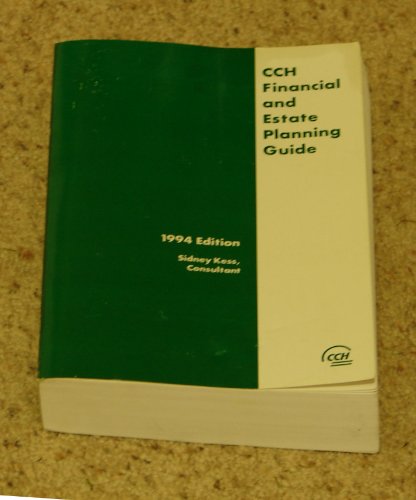 CCH
Financial
and
Estate
Planning
Guide
1994 Edition
Sidney Kess,
Consultant
CCH